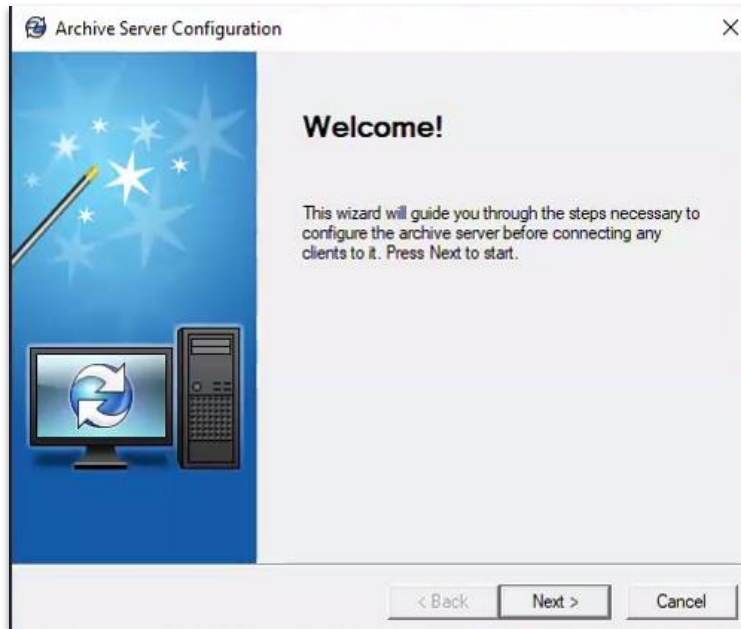 Archive Server Configuration
Welcome!
This wizard will guide you through the steps necessary to
configure the archive server before connecting any
clients to it. Press Next to start.
< Back Next > Cancel